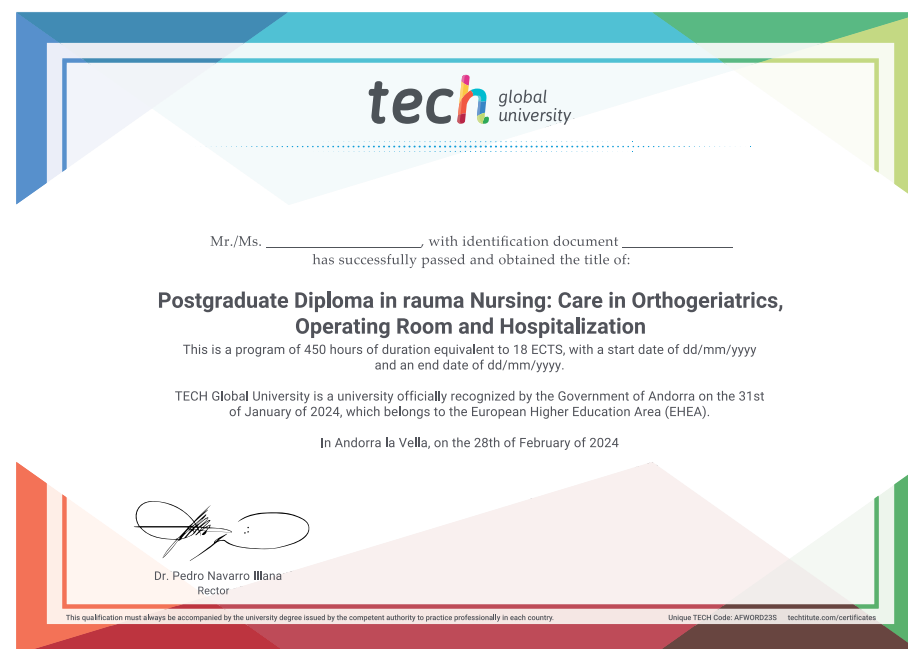 tech global
university
Mr./Ms. ____________________, with identification document ______________
has successfully passed and obtained the title of:
Postgraduate Diploma in rauma Nursing: Care in Orthogeriatrics,
Operating Room and Hospitalization
This is a program of 450 hours of duration equivalent to 18 ECTS, with a start date of dd/mm/yyyy
and an end date of dd/mm/yyyy.
TECH Global University is a university officially recognized by the Government of Andorra on the 31st
of January of 2024, which belongs to the European Higher Education Area (EHEA).
In Andorra la Vella, on the 28th of February of 2024
Dr. Pedro Navarro Illana
Rector
This qualification must always be accompanied by the university degree issued by the competent authority to practice professionally in each country. Unique TECH Code: AFWORD23S techtitute.com/certificates